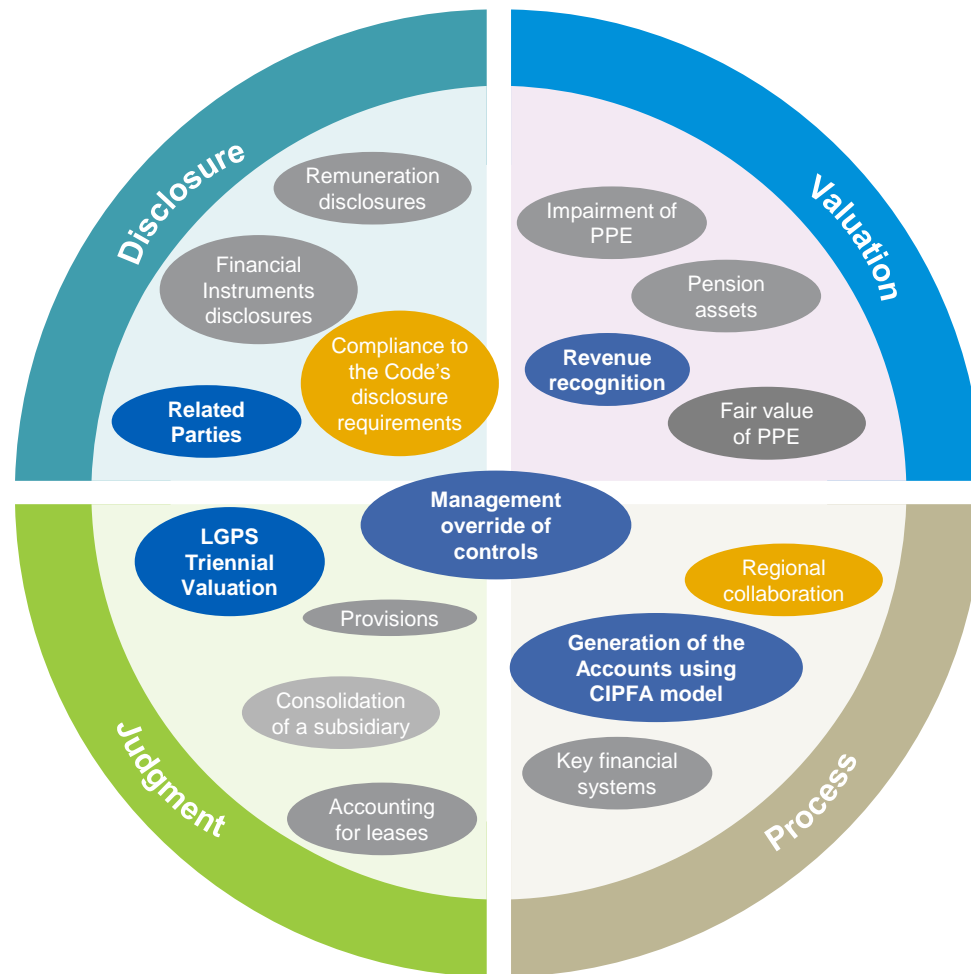 Disclosure
Remuneration
disclosures
Financial
Instruments
disclosures
Compliance to
the Code's
disclosure
requirements
Related
Parties
Valuation
Impairment of
PPE
Pension
assets
Revenue
recognition
Fair value
of PPE
Management
override of
controls
Judgment
LGPS
Triennial
Valuation
Provisions
Consolidation
of a subsidiary
Accounting
for leases
Process
Regional
collaboration
Generation of the
Accounts using
CIPFA model
Key financial
systems